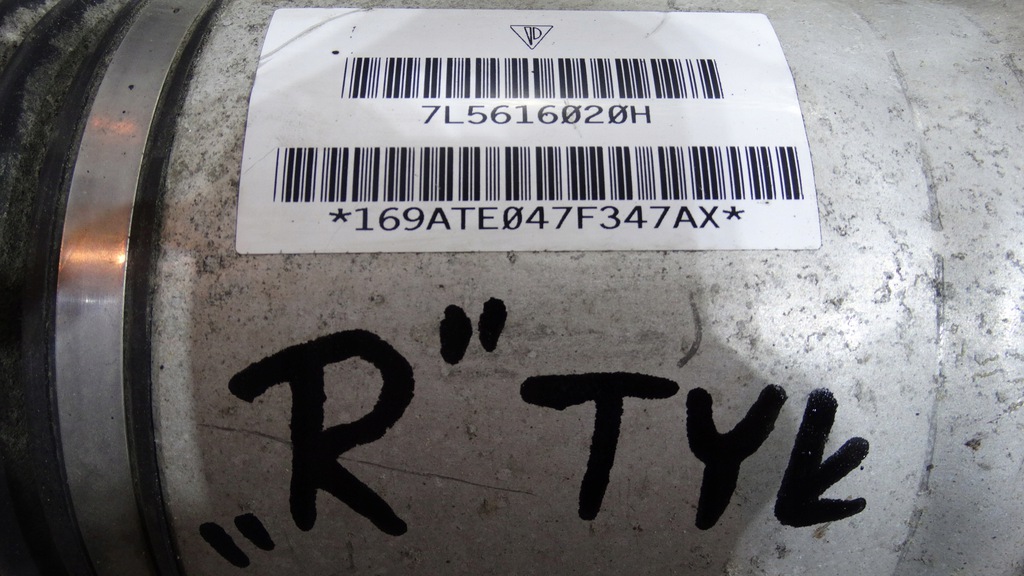 7L5616020H
*169ATE047F347AX*
„R" TYŁ